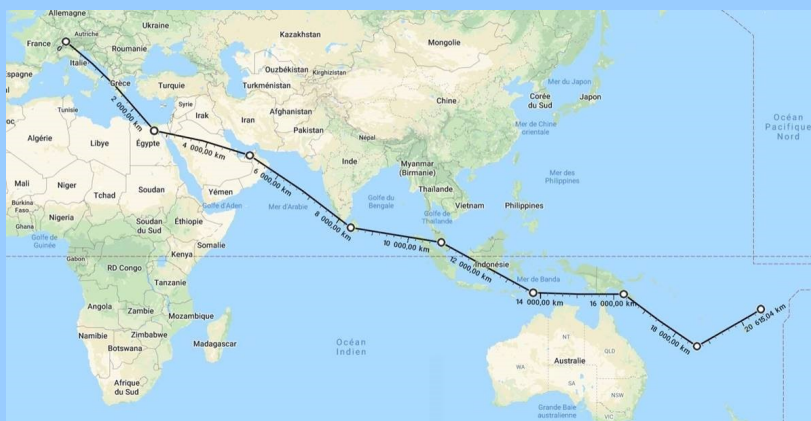 Allemagne
Ukraine
Kazakhstan
Mongolie
France
Autriche
Roumanie
Italie
Ouzbékistan
Kirghizistan
Mer du Japon
Espagne
Grèce
Turquie
Turkménistan
Chine
Corée
du Sud
Japon
Océan
Pacifique
Nord
Tunisie
Syrie
Irak
Iran
Afghanistan
Mer de Chine
orientale
0
2 000,00 km
4 000,00 km
6 000,00 km
8 000,00 km
10 000,00 km
12 000,00 km
14 000,00 km
16 000,00 km
18 000,00 km
20 615,04 km
Algérie
Libye
Égypte
Pakistan
Népal
Inde
Myanmar
(Birmanie)
Mer des
Philippines
Mali
Niger
Tchad
Soudan
Yémen
Thaïlande
Golfe du
Bengale
Burkina
Faso
Nigeria
Golfe d'Aden
Mer d'Arabie
Golfe de
Thaïlande
Vietnam
Philippines
Ghana
Soudan
du Sud
Éthiopie
Golfe de
Guinée
Somalie
Gabon
Kenya
RD Congo
Indonésie
Tanzanie
Mer de Banda
Angola
Zambie
Mozambique
Namibie
Zimbabwe
Botswana
Madagascar
Océan
Indien
NT
QLD
Australie
WA
SA
NSW
Afrique
du Sud
Grande Baie
australienne
VIC